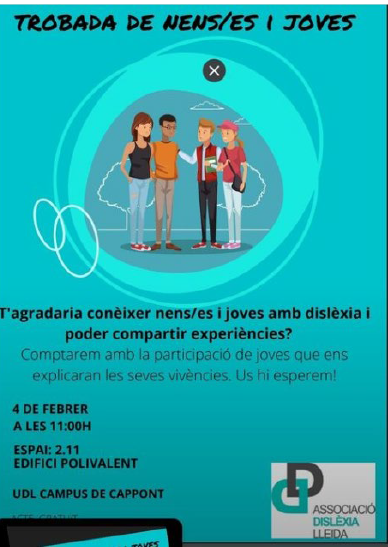 TROBADA DE NENS/ES I JOVES
T'agradaria conèixer nens/es i joves amb dislèxia i
poder compartir experiències?
Comptarem amb la participació de joves que ens
explicaran les seves vivències. Us hi esperem!
4 DE FEBRER
A LES 11:00H
ESPAI: 2.11
EDIFICI POLIVALENT
UDL CAMPUS DE CAPPONT
ACTE GRATUIT
ASSOCIACIÓ
DISLÈXIA
LLEIDA
JOVES